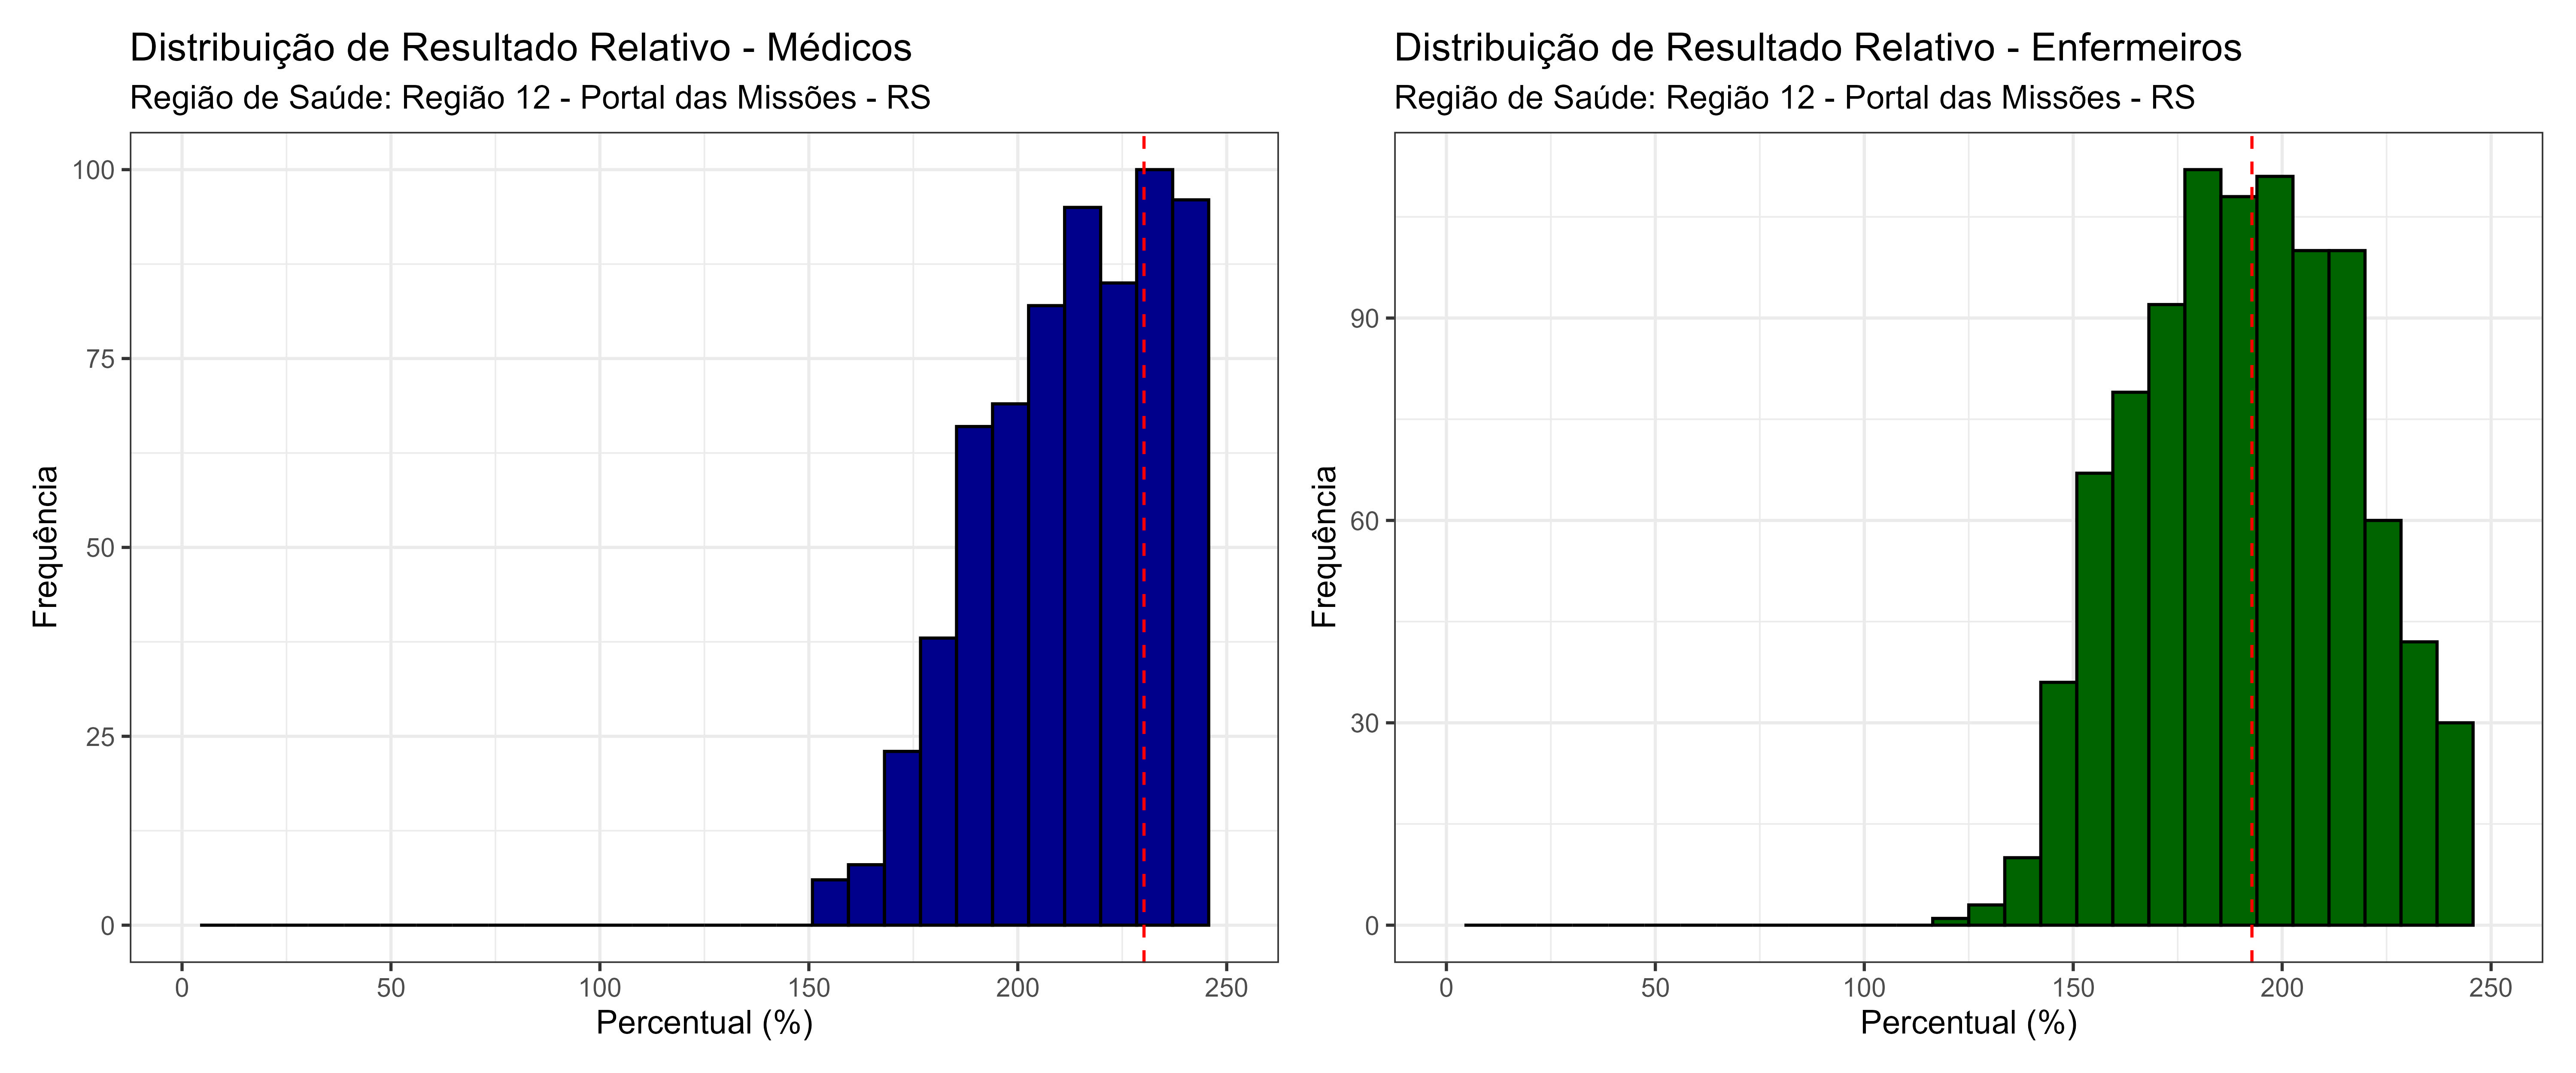 Distribuição de Resultado Relativo - Médicos
Região de Saúde: Região 12 - Portal das Missões - RS
Frequência
100
75
50
25
0
0 50 100 150 200 250
Percentual (%)
Distribuição de Resultado Relativo - Enfermeiros
Região de Saúde: Região 12 - Portal das Missões - RS
Frequência
90
60
30
0
0 50 100 150 200 250
Percentual (%)